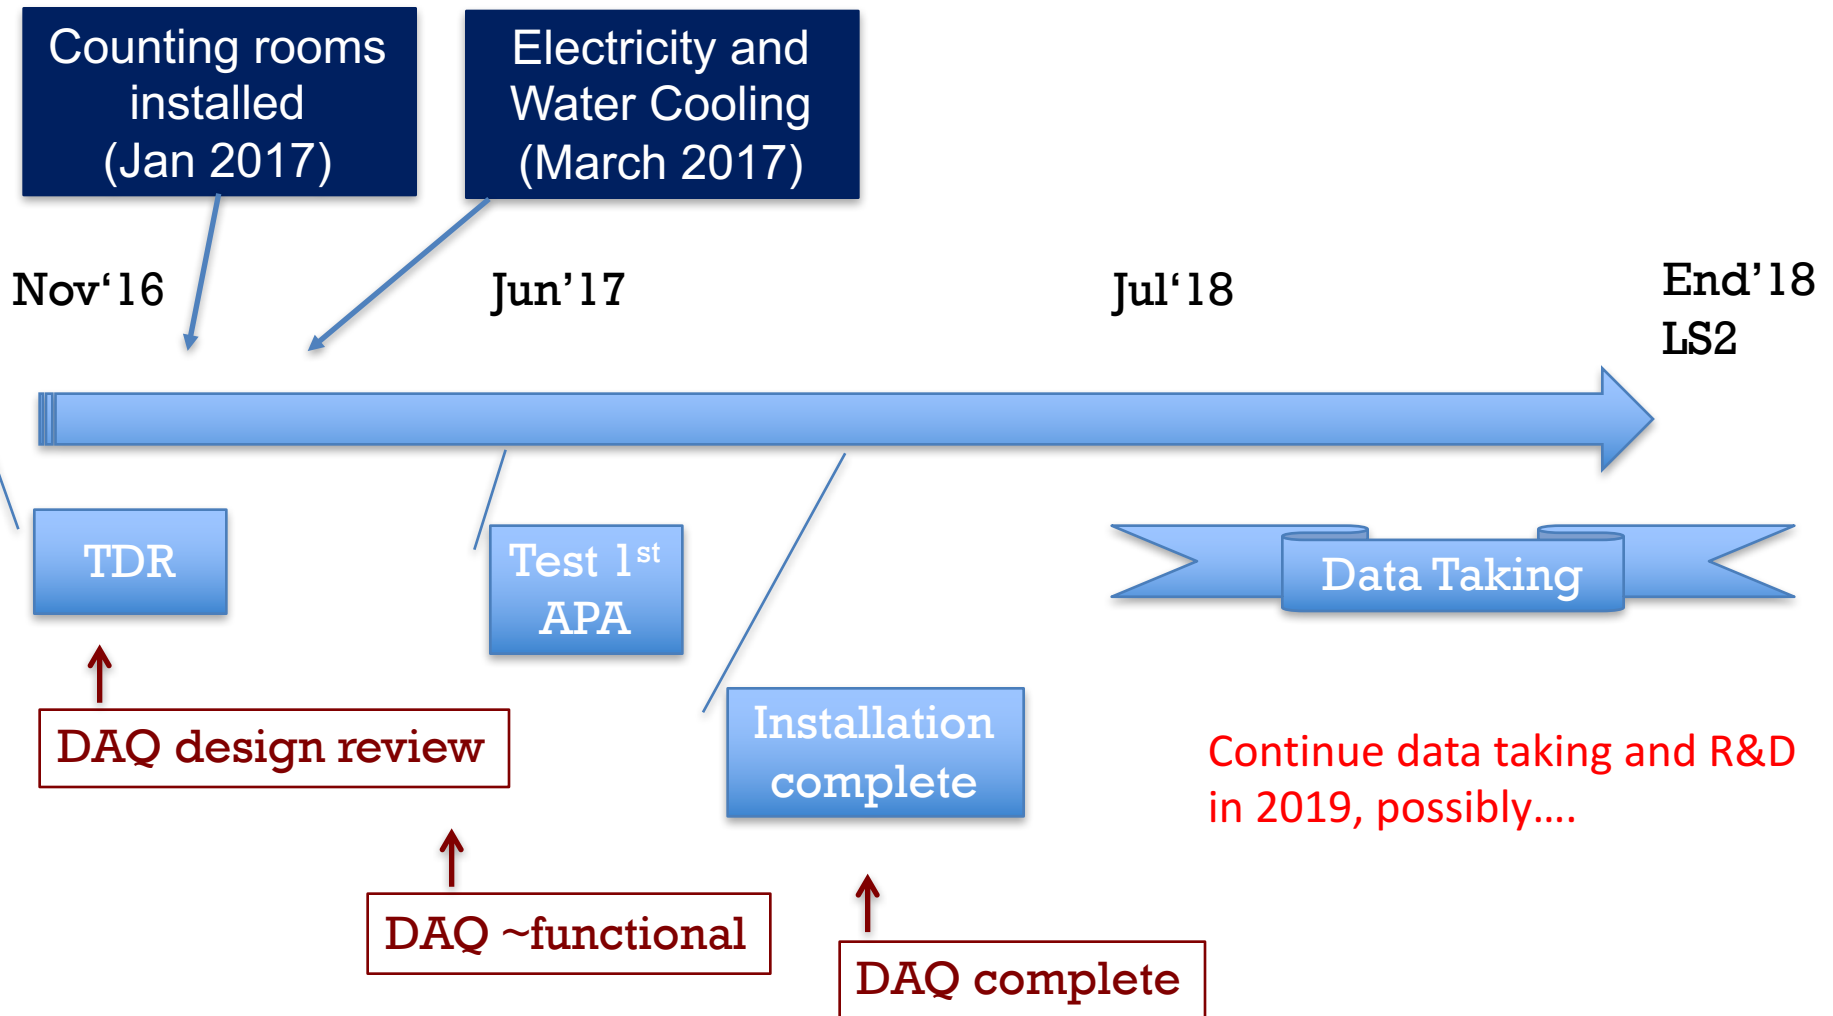 Counting rooms
installed
(Jan 2017)
Electricity and
Water Cooling
(March 2017)
Nov‘16
Jun’17
Jul‘18
End’18
LS2
TDR
Test 1st
APA
Data Taking
DAQ design review
Installation
complete
Continue data taking and R&D
in 2019, possibly….
DAQ ~functional
DAQ complete